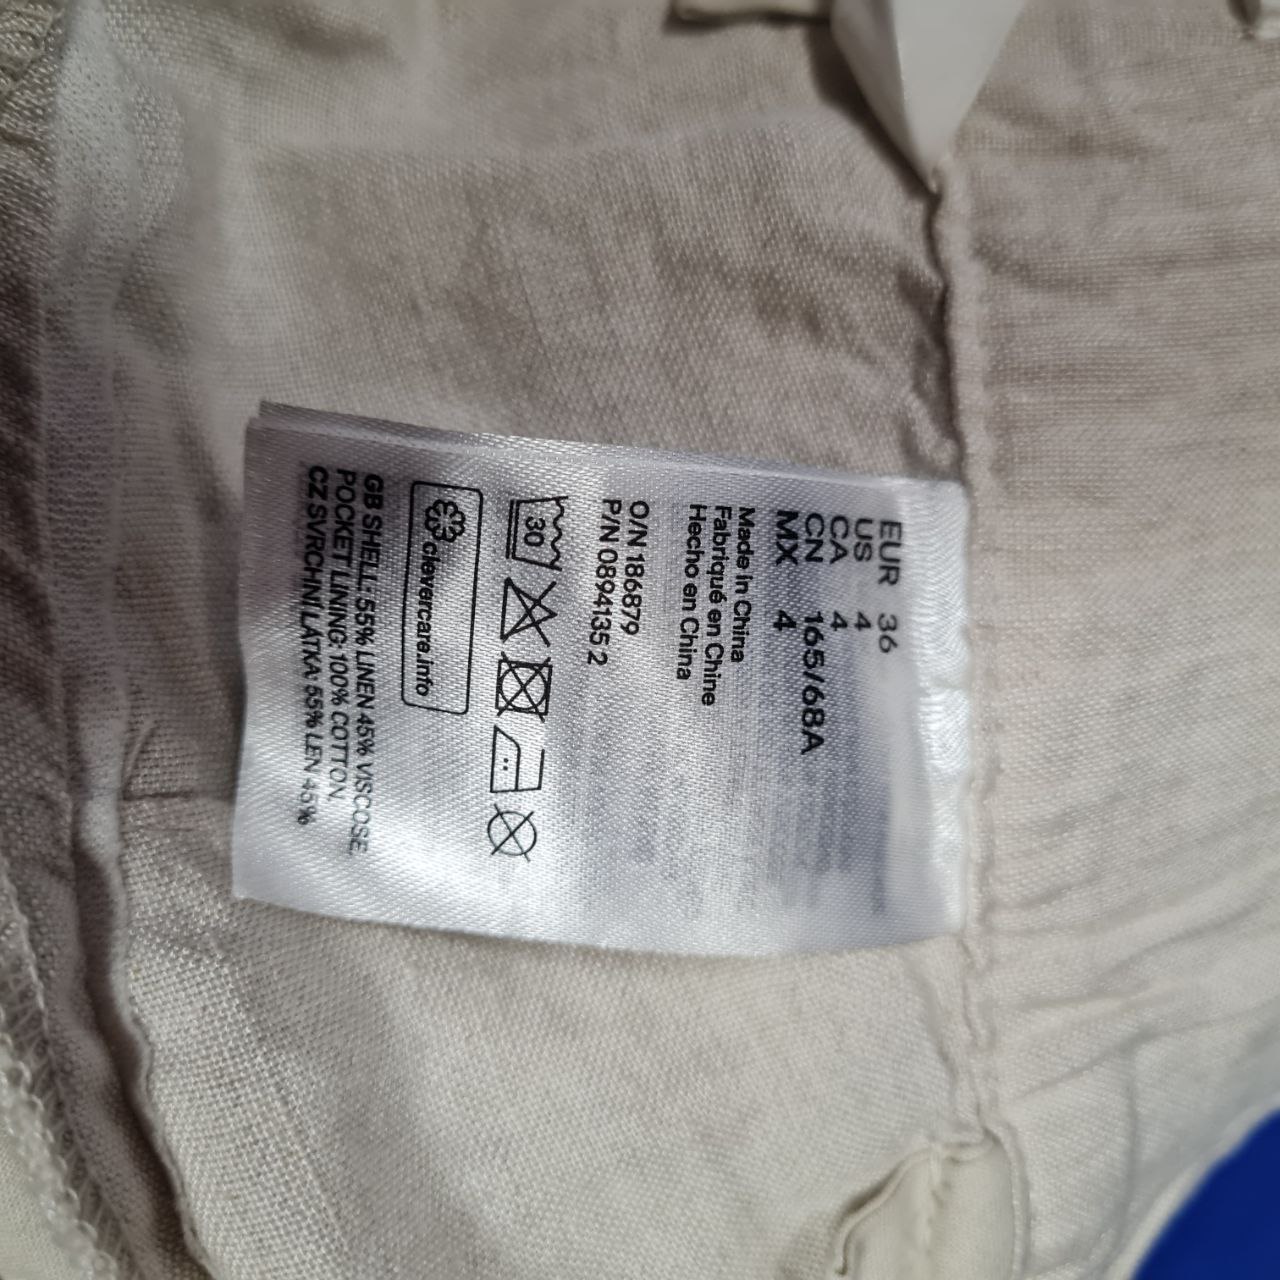 EUR 36
US 4
CA 4
CN 165/68A
MX 4
Made in China
Fabriqué en Chine
Hecho en China
O/N 186879
P/N 0894135 2
30
clevercare.info
GB SHELL: 55% LINEN 45% VISCOSE,
POCKET LINING: 100% COTTON
CZ SVRCHNÍ LÁTKA: 55% LEN 45%